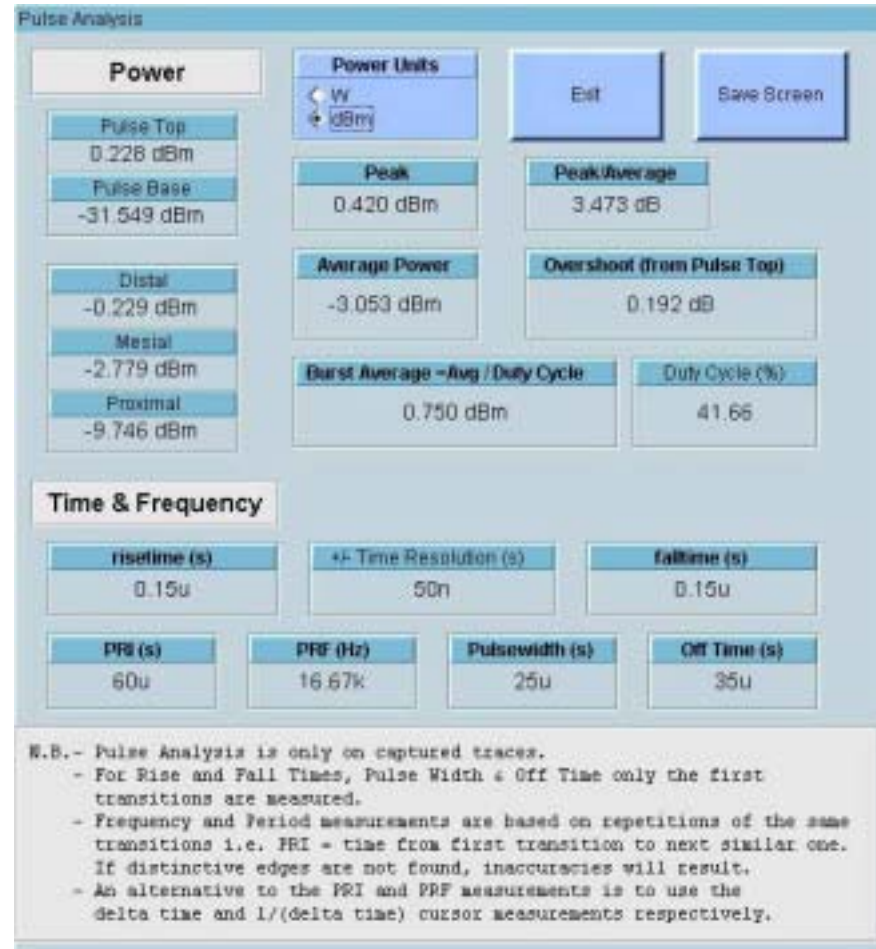 Pulse Analysis
Power
Power Units
W
dBm
Exit
Save Screen
Pulse Top
0.228 dBm
Pulse Base
-31.549 dBm
Peak
0.420 dBm
Peak/Average
3.473 dB
Distal
-0.229 dBm
Mesial
-2.779 dBm
Proximal
-9.746 dBm
Average Power
-3.053 dBm
Overshoot (from Pulse Top)
0.192 dB
Burst Average =Avg / Duty Cycle
0.750 dBm
Duty Cycle (%)
41.66
Time & Frequency
risetime (s)
0.15u
+/- Time Resolution (s)
50n
falltime (s)
0.15u
PRI (s)
60u
PRF (Hz)
16.67k
Pulsewidth (s)
25u
Off Time (s)
35u
N.B.- Pulse Analysis is only on captured traces.
- For Rise and Fall Times, Pulse Width & Off Time only the first
transitions are measured.
- Frequency and Period measurements are based on repetitions of the same
transitions i.e. PRI = time from first transition to next similar one.
If distinctive edges are not found, inaccuracies will result.
- An alternative to the PRI and PRF measurements is to use the
delta time and 1/(delta time) cursor measurements respectively.